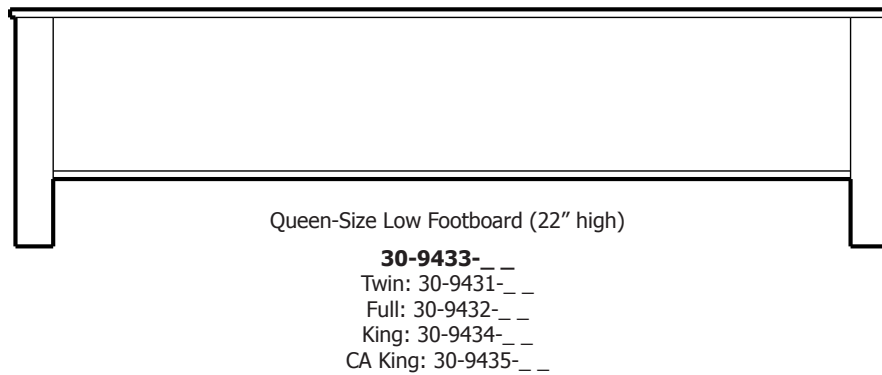 Queen-Size Low Footboard (22” high)
30-9433-_ _
Twin: 30-9431-_ _
Full: 30-9432-_ _
King: 30-9434-_ _
CA King: 30-9435-_ _